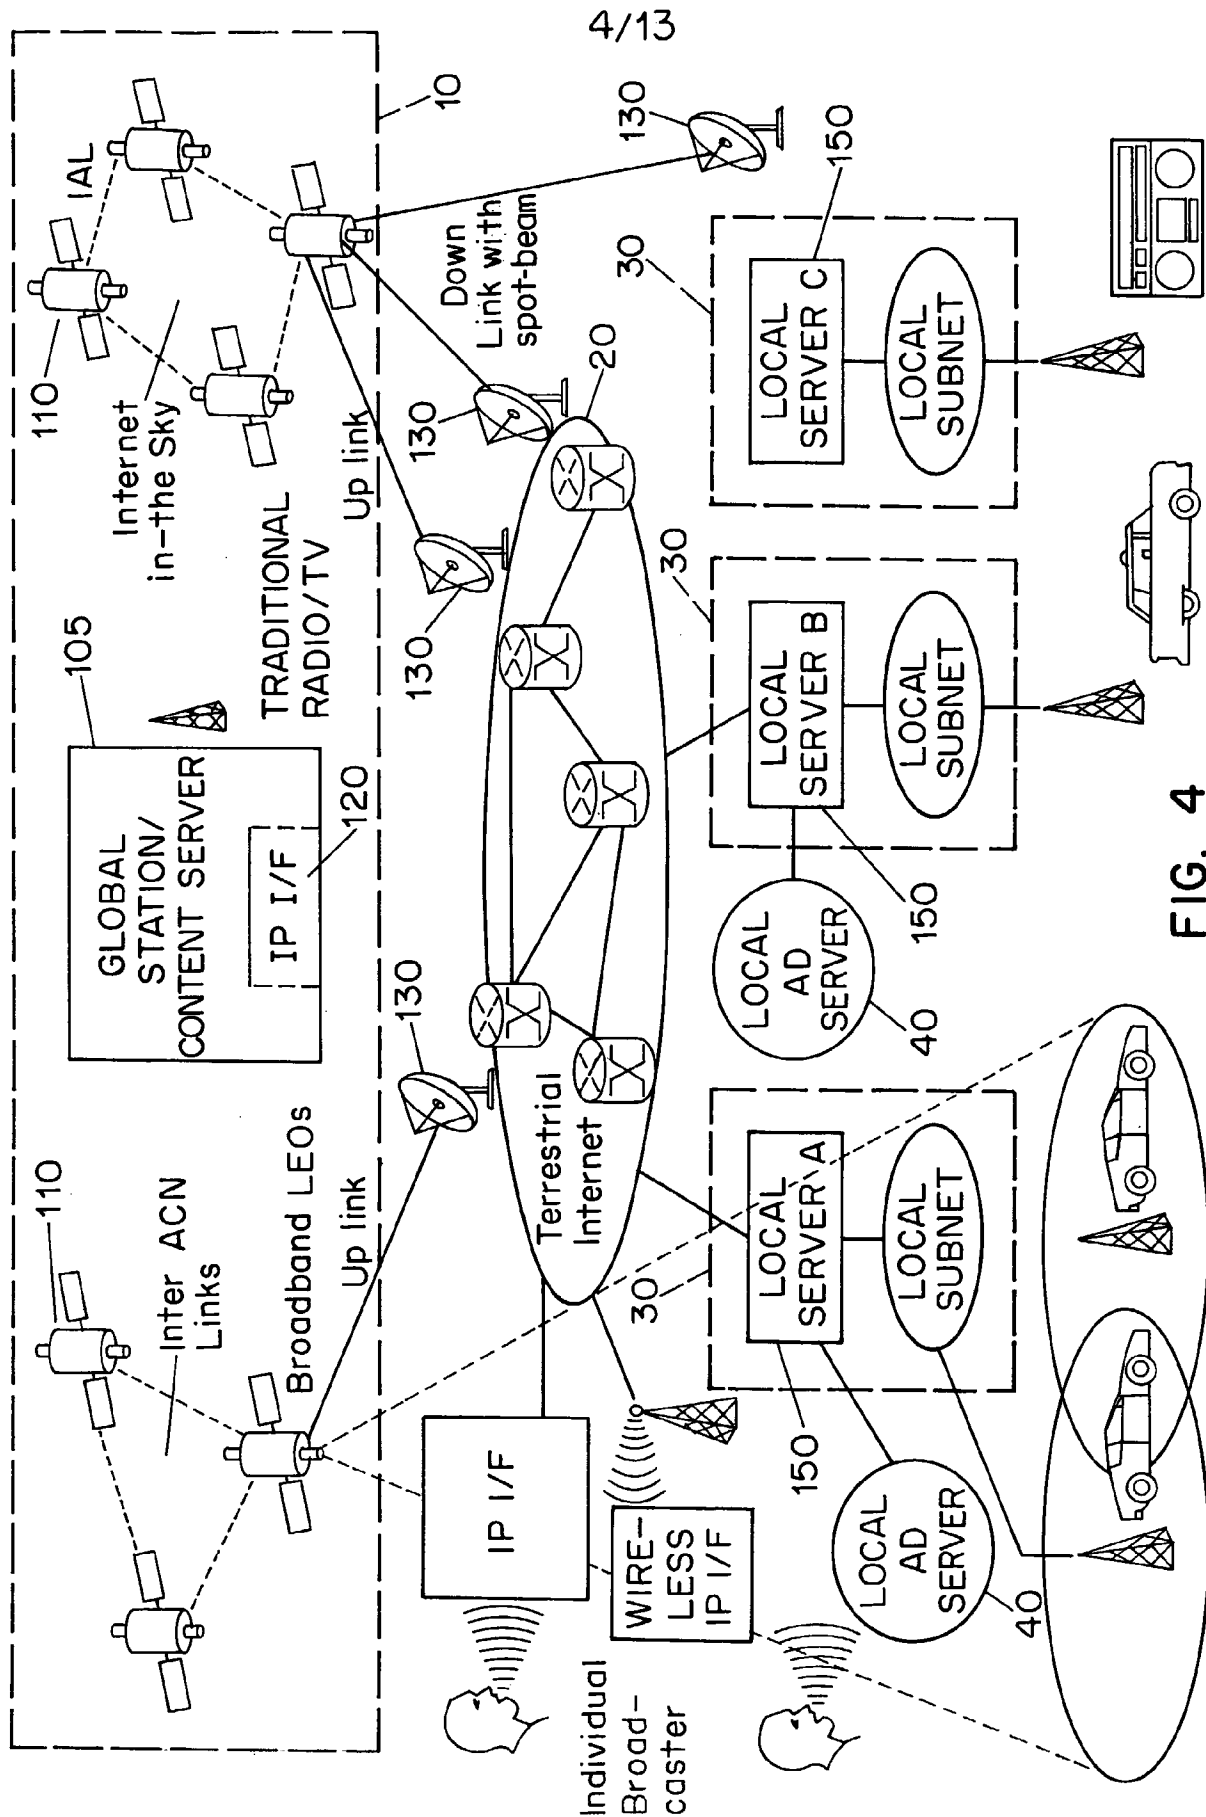 4/13
110
Inter ACN
Links
Broadband LEOs
Up link
GLOBAL
STATION/
CONTENT SERVER
IP I/F
105
120
TRADITIONAL
RADIO/TV
110
Internet
in-the Sky
IAL
10
Up link
Down
Link with
spot-beam
130
130
130
130
20
Individual
Broad-
caster
IP I/F
WIRE-
LESS
IP I/F
Terrestrial
Internet
30
LOCAL
SERVER A
LOCAL
SUBNET
150
LOCAL
AD
SERVER
40
30
LOCAL
SERVER B
LOCAL
SUBNET
150
LOCAL
AD
SERVER
40
30
LOCAL
SERVER C
LOCAL
SUBNET
150
FIG. 4